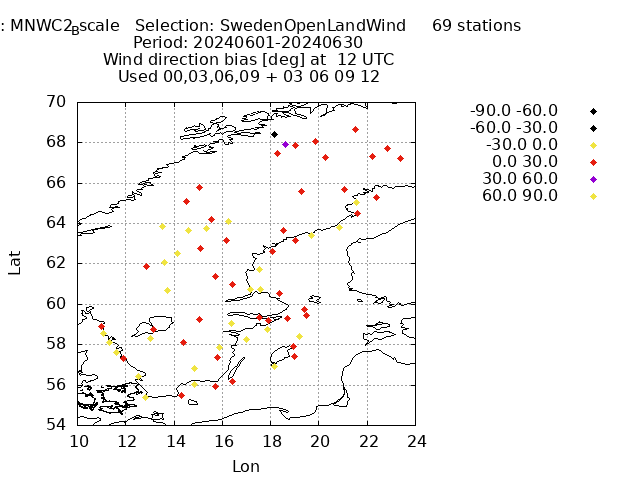 : MNWC2_Bscale Selection: SwedenOpenLandWind 69 stations
Period: 20240601-20240630
Wind direction bias [deg] at 12 UTC
Used 00,03,06,09 + 03 06 09 12
-90.0 -60.0
-60.0 -30.0
-30.0 0.0
0.0 30.0
30.0 60.0
60.0 90.0
70
68
66
64
62
60
58
56
54
Lat
10 12 14 16 18 20 22 24
Lon